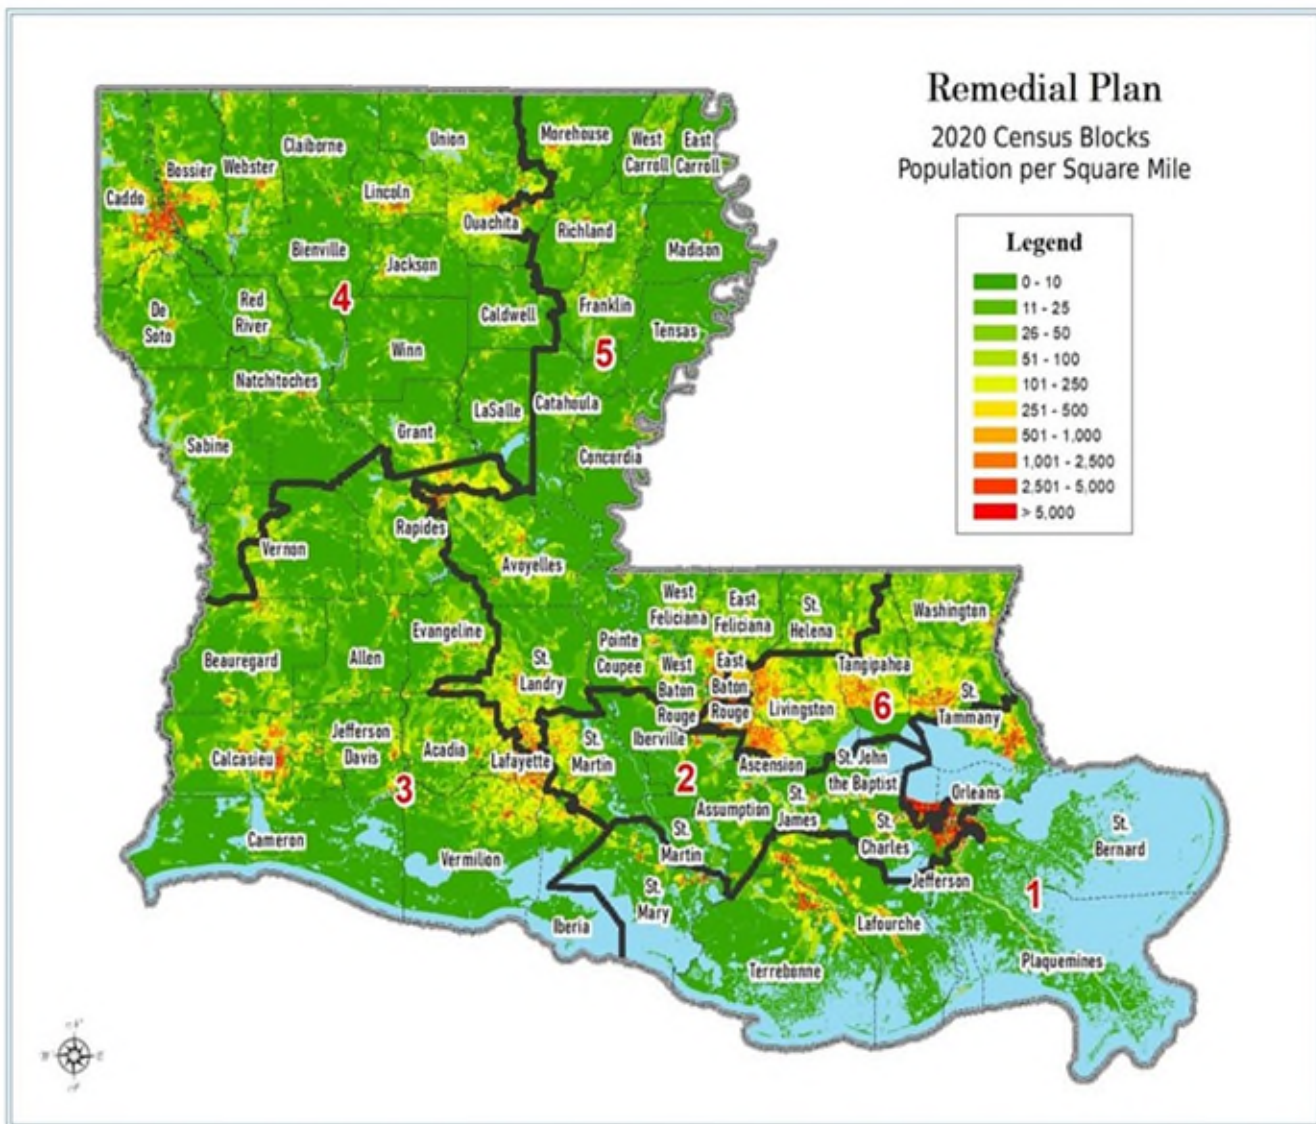 Remedial Plan
2020 Census Blocks
Population per Square Mile
Legend
0 - 10
11 - 25
26 - 50
51 - 100
101 - 250
251 - 500
501 - 1,000
1,001 - 2,500
2,501 - 5,000
> 5,000
Caddo
Bossier
Webster
Claiborne
Union
Morehouse
West
Carroll
East
Carroll
Lincoln
Ouachita
Richland
Madison
Bienville
Jackson
De
Soto
Red
River
4
Caldwell
Franklin
Tensas
5
Winn
Natchitoches
LaSalle
Catahoula
Sabine
Grant
Concordia
Rapides
Vernon
Avoyelles
West
Feliciana
East
Feliciana
St.
Helena
Washington
Evangeline
Pointe
Coupee
Beauregard
Allen
St.
Landry
West
Baton
Rouge
East
Baton
Rouge
Tangipahoa
Livingston
6
St.
Tammany
Jefferson
Davis
Acadia
Lafayette
St.
Martin
Iberville
Calcasieu
3
2
Ascension
St. John
the Baptist
Orleans
Assumption
St.
James
St.
Charles
St.
Bernard
Cameron
Vermilion
St.
Martin
Jefferson
1
St.
Mary
Iberia
Lafourche
Terrebonne
Plaquemines